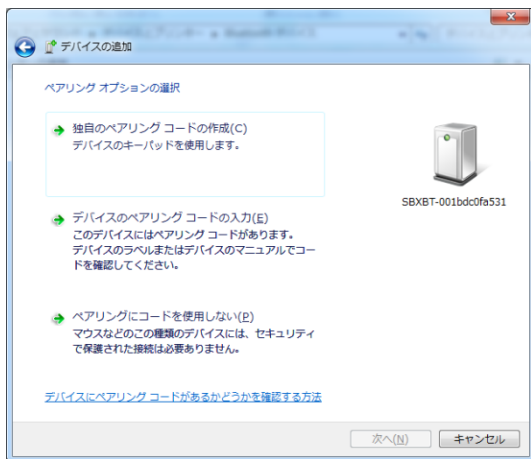 デバイスの追加
ペアリング オプションの選択
独自のペアリング コードの作成(C)
デバイスのキーパッドを使用します。
SBXBT-001bdc0fa531
デバイスのペアリング コードの入力(E)
このデバイスにはペアリング コードがあります。
デバイスのラベルまたはデバイスのマニュアルでコー
ドを確認してください。
ペアリングにコードを使用しない(P)
マウスなどのこの種類のデバイスには、セキュリティ
で保護された接続は必要ありません。
デバイスにペアリング コードがあるかどうかを確認する方法
次へ(N)
キャンセル